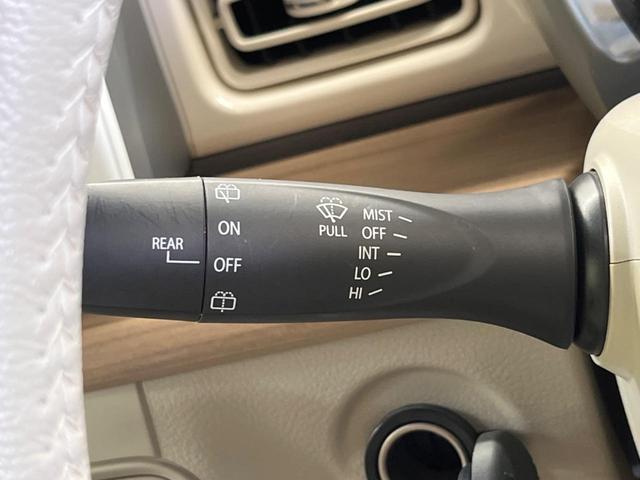 REAR
ON
OFF
PULL
MIST
OFF
INT
LO
HI